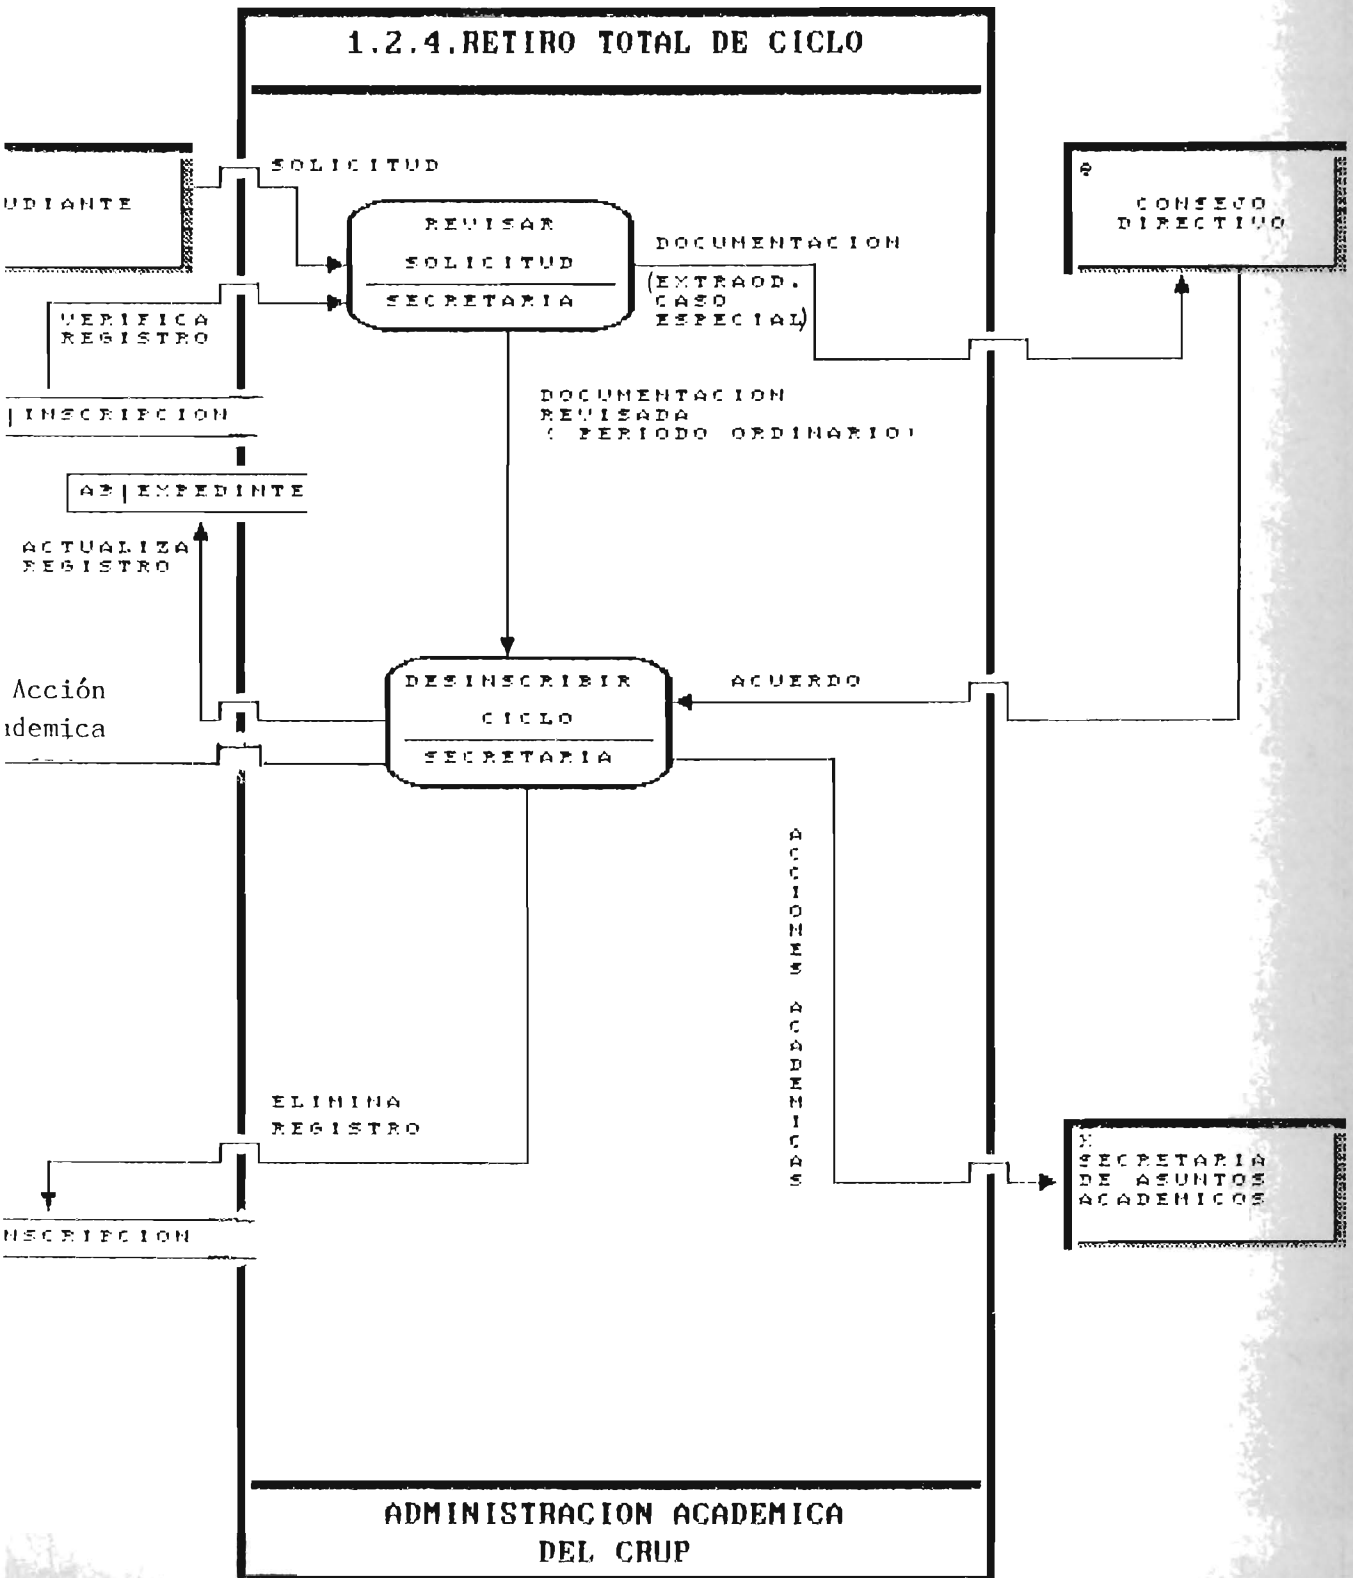 1.2.4.RETIRO TOTAL DE CICLO
SOLICITUD
UDIANTE
REVISAR
SOLICITUD
SECRETARIA
DOCUMENTACION
(EXTRAOD.
CASO
ESPECIAL)
CONSEJO
DIRECTIVO
VERIFICA
REGISTRO
INSCRIPCION
DOCUMENTACION
REVISADA
( PERIODO ORDINARIO)
AB|EXPEDINTE
ACTUALIZA
REGISTRO
Acción
ademica
DESINSCRIBIR
CICLO
SECRETARIA
ACUERDO
ACCIONES ACADEMICAS
ELIMINA
REGISTRO
NSCRIPCION
SECRETARIA
DE ASUNTOS
ACADEMICOS
ADMINISTRACION ACADEMICA
DEL CRUP